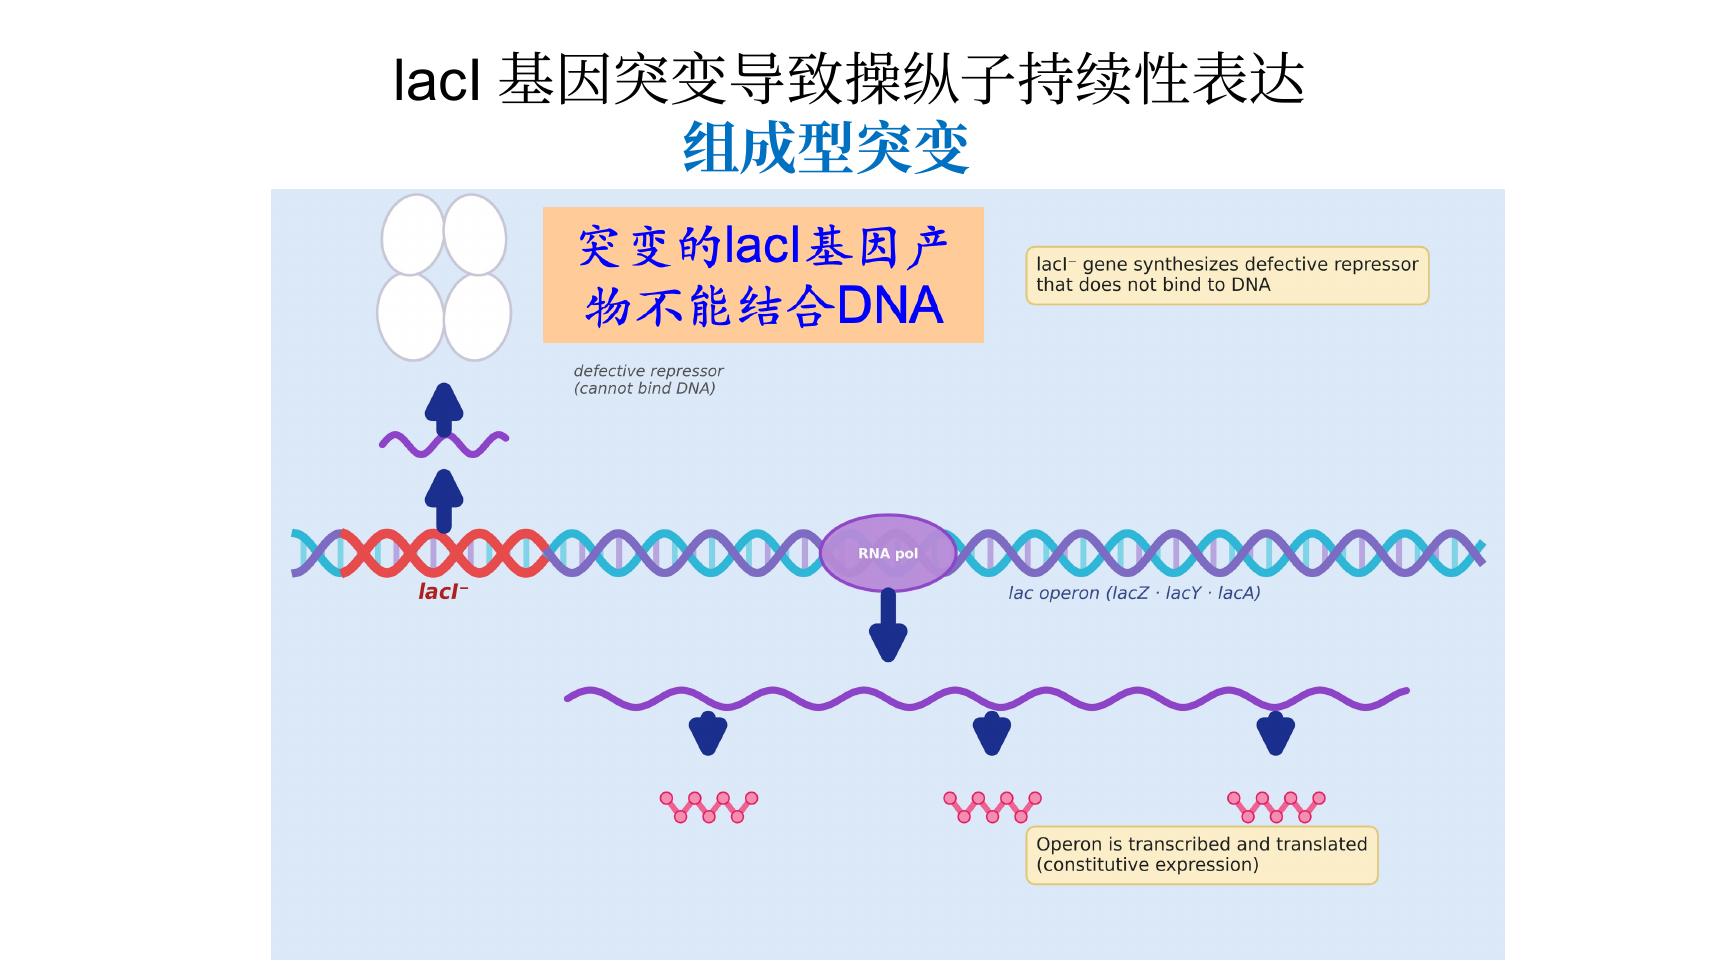 lacI 基因突变导致操纵子持续性表达
组成型突变
突变的lacI基因产
物不能结合DNA
lacI⁻ gene synthesizes defective repressor
that does not bind to DNA
defective repressor
(cannot bind DNA)
RNA pol
lacI⁻
lac operon (lacZ · lacY · lacA)
Operon is transcribed and translated
(constitutive expression)